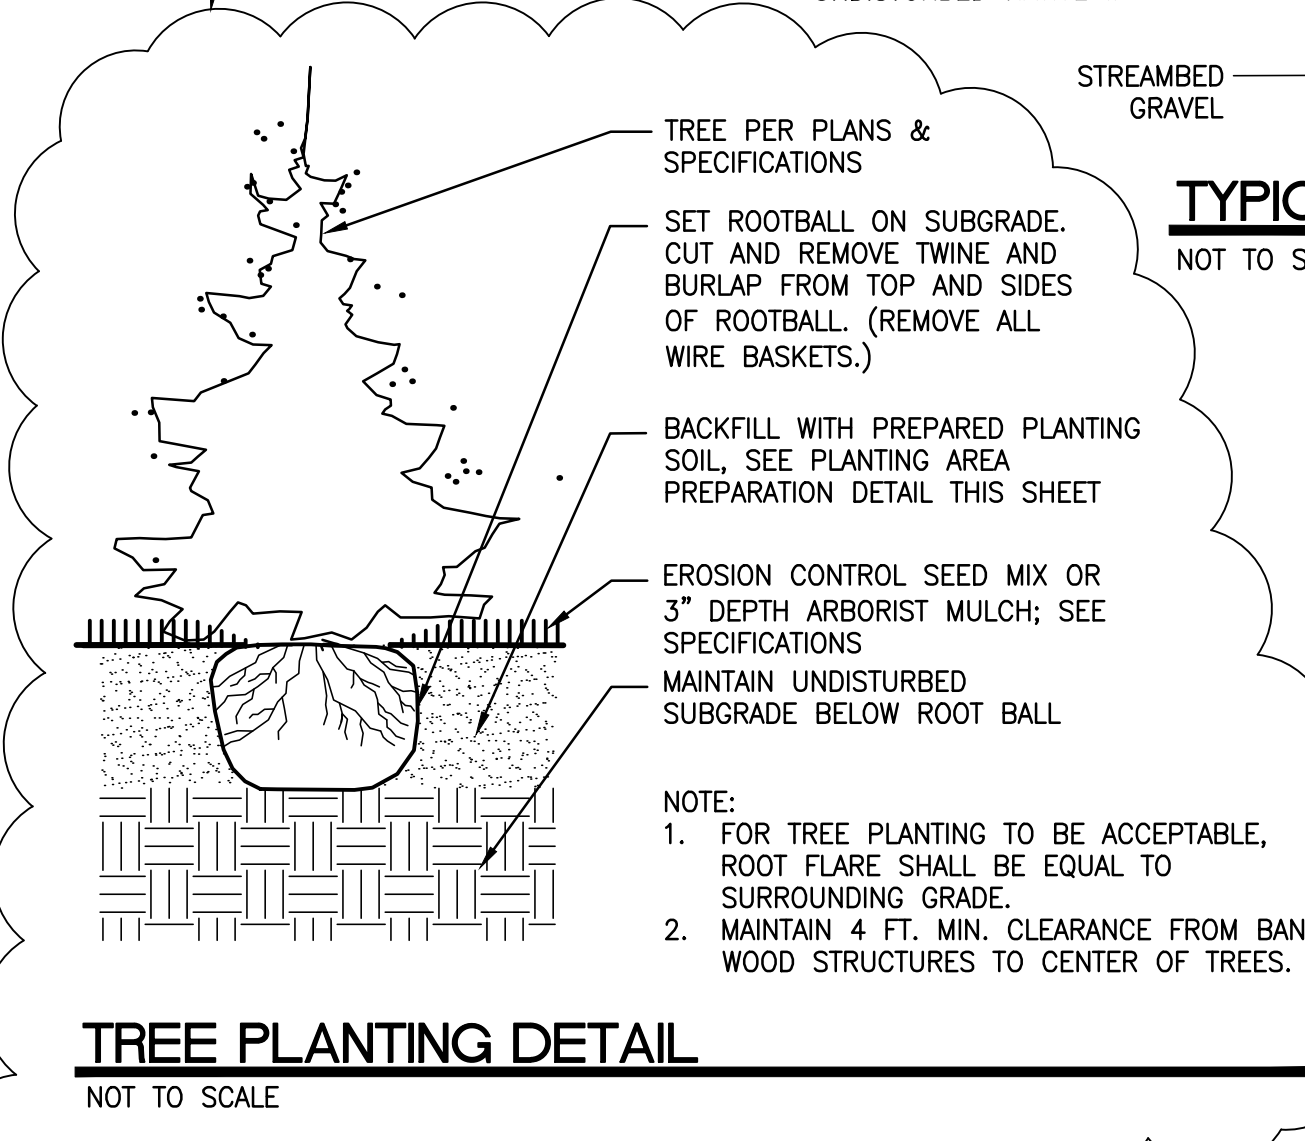 STREAMBED
GRAVEL
NOT TO
TREE PER PLANS &
SPECIFICATIONS
SET ROOTBALL ON SUBGRADE.
CUT AND REMOVE TWINE AND
BURLAP FROM TOP AND SIDES
OF ROOTBALL. (REMOVE ALL
WIRE BASKETS.)
BACKFILL WITH PREPARED PLANTING
SOIL, SEE PLANTING AREA
PREPARATION DETAIL THIS SHEET
EROSION CONTROL SEED MIX OR
3" DEPTH ARBORIST MULCH; SEE
SPECIFICATIONS
MAINTAIN UNDISTURBED
SUBGRADE BELOW ROOT BALL
NOTE:
1. FOR TREE PLANTING TO BE ACCEPTABLE,
ROOT FLARE SHALL BE EQUAL TO
SURROUNDING GRADE.
2. MAINTAIN 4 FT. MIN. CLEARANCE FROM
WOOD STRUCTURES TO CENTER OF TREES.
TREE PLANTING DETAIL
NOT TO SCALE